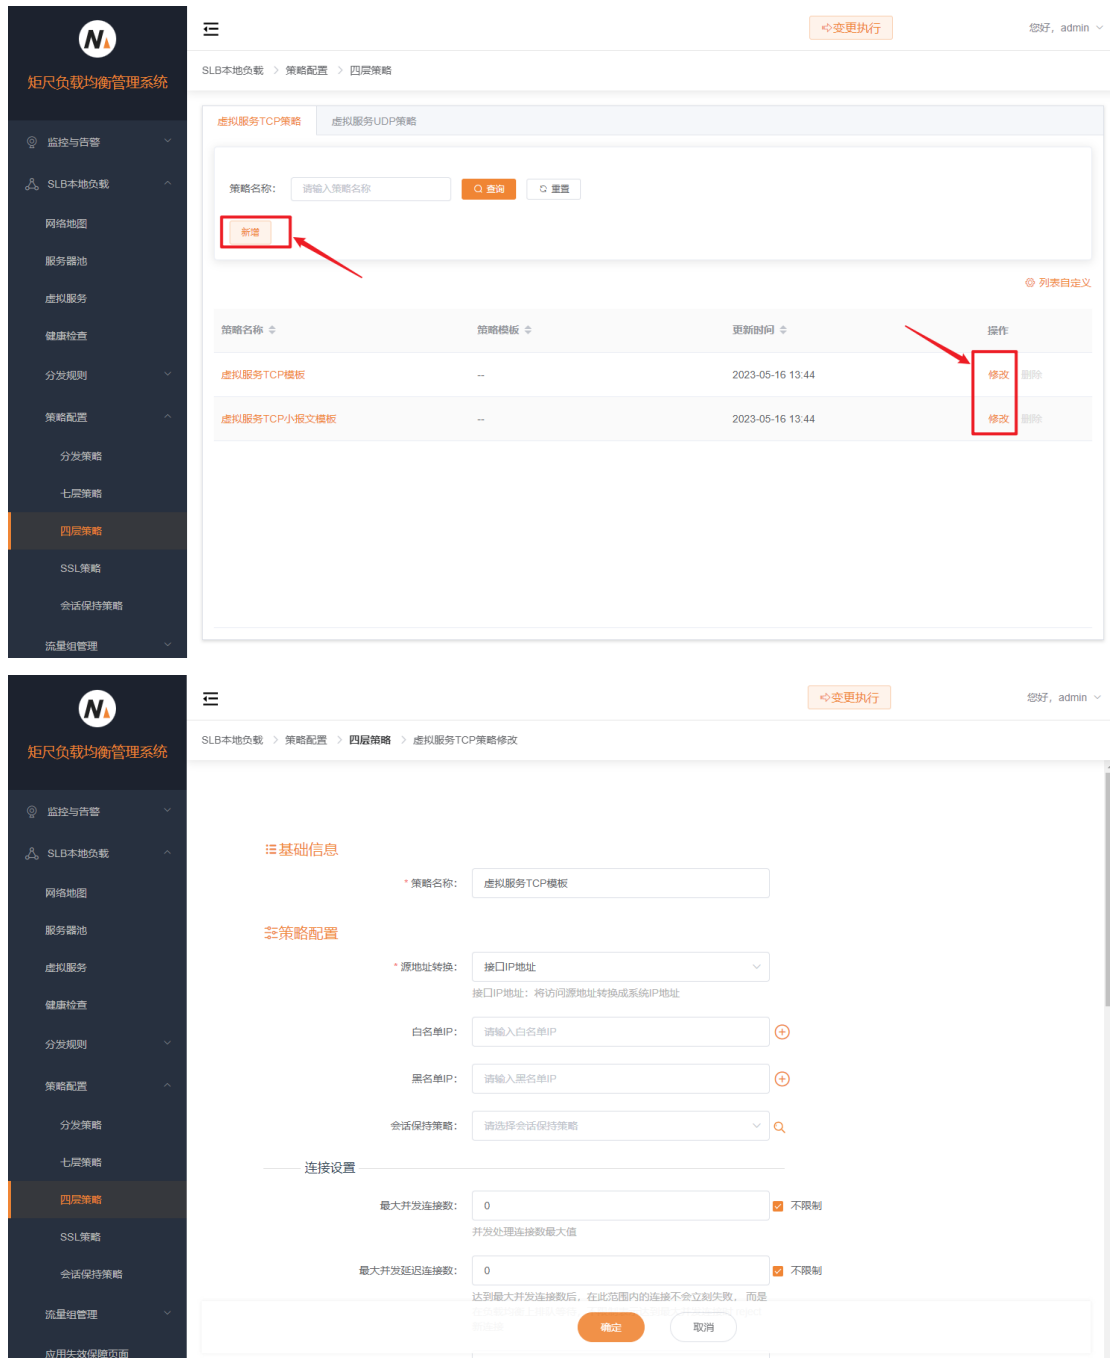 变更执行
您好，admin
矩尺负载均衡管理系统
SLB本地负载 > 策略配置 > 四层策略
虚拟服务TCP策略
虚拟服务UDP策略
监控与告警
SLB本地负载
网络地图
服务器池
虚拟服务
健康检查
分发规则
策略配置
分发策略
七层策略
四层策略
SSL策略
会话保持策略
流量组管理
策略名称：
请输入策略名称
查询
重置
新增
列表自定义
策略名称 策略模板 更新时间 操作
虚拟服务TCP模板 -- 2023-05-16 13:44 修改 删除
虚拟服务TCP小报文模板 -- 2023-05-16 13:44 修改 删除
变更执行
您好，admin
矩尺负载均衡管理系统
SLB本地负载 > 策略配置 > 四层策略 > 虚拟服务TCP策略修改
监控与告警
SLB本地负载
网络地图
服务器池
虚拟服务
健康检查
分发规则
策略配置
分发策略
七层策略
四层策略
SSL策略
会话保持策略
流量组管理
应用失效保障页面
基础信息
* 策略名称： 虚拟服务TCP模板
策略配置
* 源地址转换： 接口IP地址
接口IP地址：将访问源地址转换成系统IP地址
白名单IP： 请输入白名单IP
黑名单IP： 请输入黑名单IP
会话保持策略： 请选择会话保持策略
连接设置
最大并发连接数： 0 不限制
并发处理连接数最大值
最大并发延迟连接数： 0 不限制
达到最大并发连接数后，在此范围内的连接不会立刻失败，而是
确定
取消